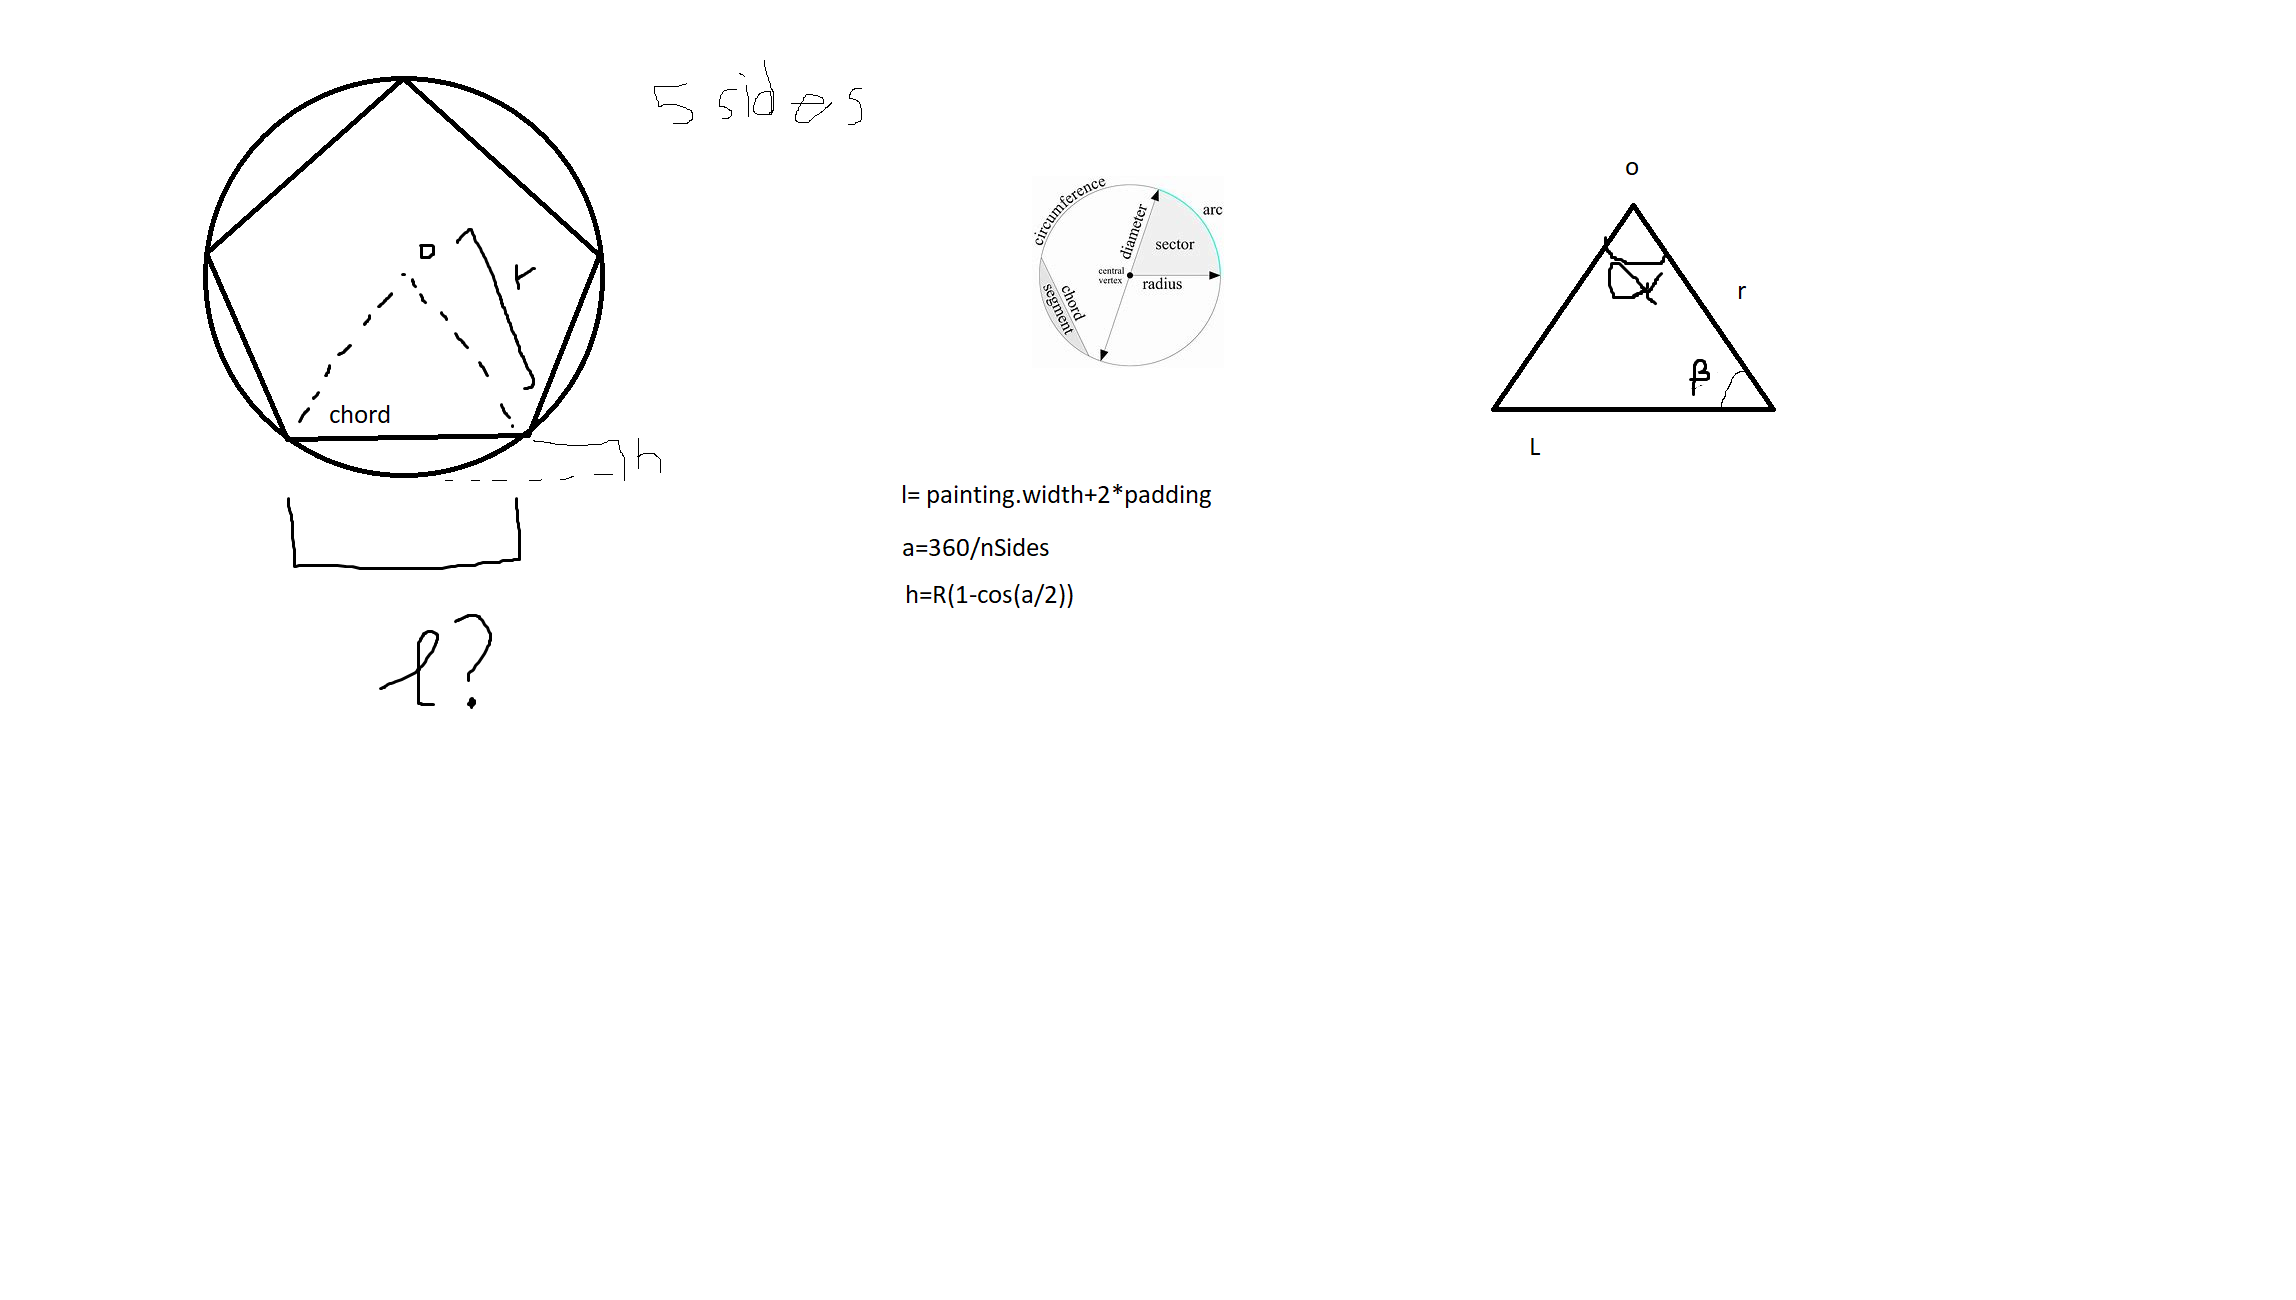 5 sides
o
r
chord
h
l?
circumference
diameter
arc
sector
central
vertex
radius
chord
segment
l= painting.width+2*padding
a=360/nSides
h=R(1-cos(a/2))
o
α
r
β
L